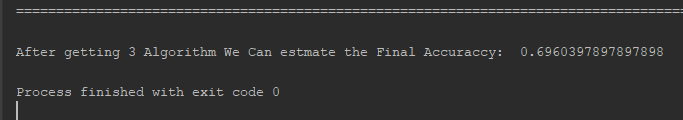 ================================================================================
After getting 3 Algorithm We Can estmate the Final Accuraccy:  0.6960397897897898
Process finished with exit code 0